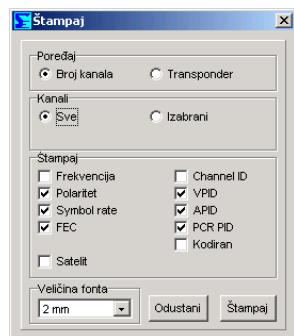 Štampaj
Poređaj
Broj kanala Transponder
Kanali
Sve Izabrani
Štampaj
Frekvencija Channel ID
Polaritet VPID
Symbol rate APID
FEC PCR PID
Kodiran
Satelit
Veličina fonta
2 mm Odustani Štampaj